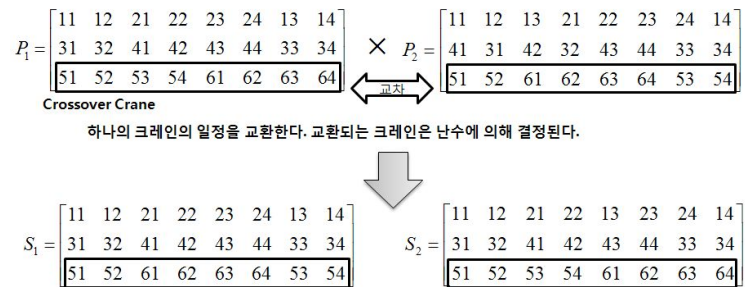 P₁ = [11 12 21 22 23 24 13 14] × P₂ = [11 12 13 21 22 23 24 14]
31 32 41 42 43 44 33 34 41 31 42 32 43 44 33 34
51 52 53 54 61 62 63 64 교차 51 52 61 62 63 64 53 54
Crossover Crane
하나의 크레인의 일정을 교환한다. 교환되는 크레인은 난수에 의해 결정된다.
S₁ = [11 12 21 22 23 24 13 14] S₂ = [11 12 21 22 13 23 24 14]
31 32 41 42 43 44 33 34 31 32 41 42 43 44 33 34
51 52 61 62 63 64 53 54 51 52 53 54 61 62 63 64